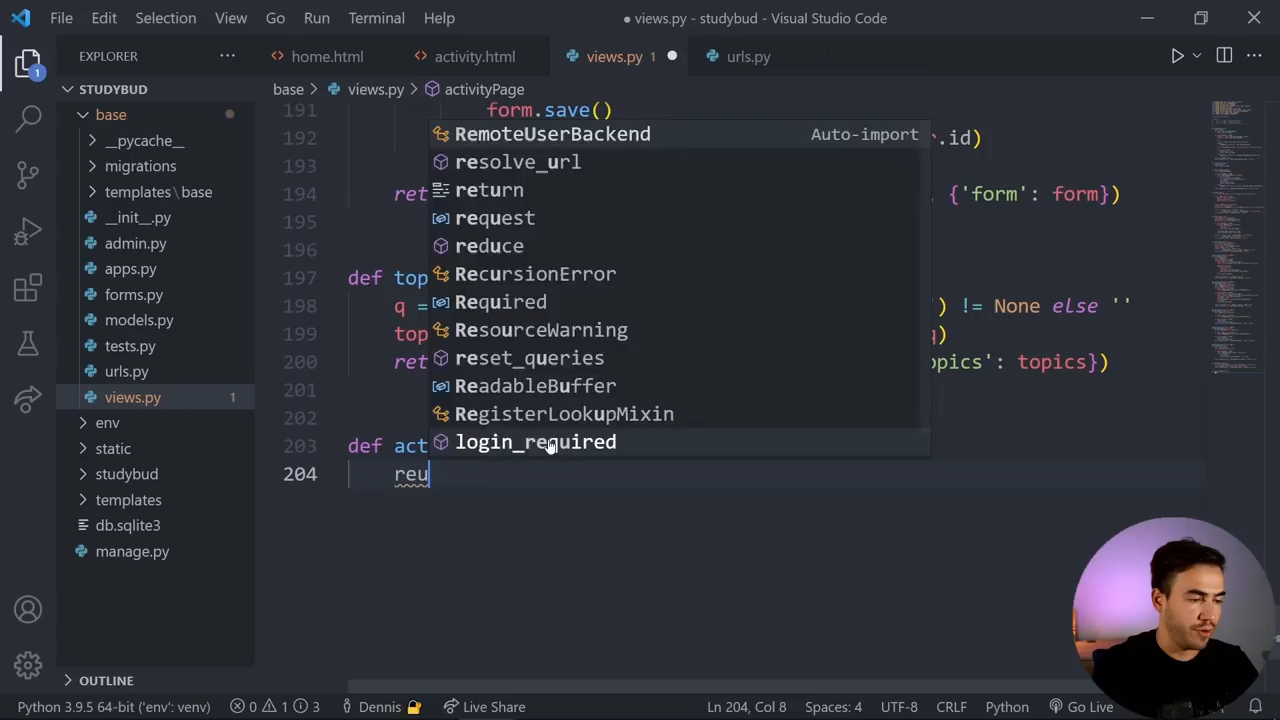 File Edit Selection View Go Run Terminal Help
● views.py - studybud - Visual Studio Code
EXPLORER ···
home.html activity.html views.py 1 ● urls.py
STUDYBUD
base > views.py > activityPage
base
__pycache__
migrations
templates\base
__init__.py
admin.py
apps.py
forms.py
models.py
tests.py
urls.py
views.py 1
env
static
studybud
templates
db.sqlite3
manage.py
OUTLINE
1
191 form.save()
192 r.id)
193
194 ret , {'form': form})
195
196
197 def top
198 q = ') != None else ''
199 top q)
200 ret opics': topics})
201
202
203 def act
204 reu
RemoteUserBackend Auto-import
resolve_url
return
request
reduce
RecursionError
Required
ResourceWarning
reset_queries
ReadableBuffer
RegisterLookupMixin
login_required
Python 3.9.5 64-bit ('env': venv) 0 1 3 Dennis Live Share Ln 204, Col 8 Spaces: 4 UTF-8 CRLF Python Go Live